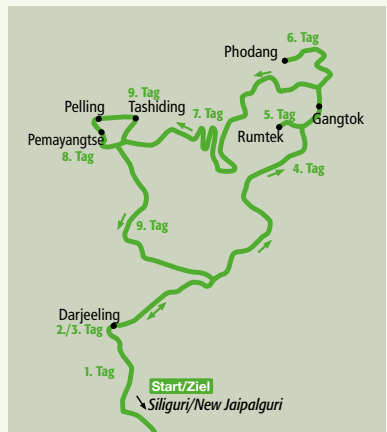 6. Tag
Phodang
9. Tag
Pelling
Tashiding
7. Tag
5. Tag
Gangtok
Pemayangtse
Rumtek
8. Tag
4. Tag
9. Tag
Darjeeling
2./3. Tag
1. Tag
Start/Ziel
Siliguri/New Jaipalguri